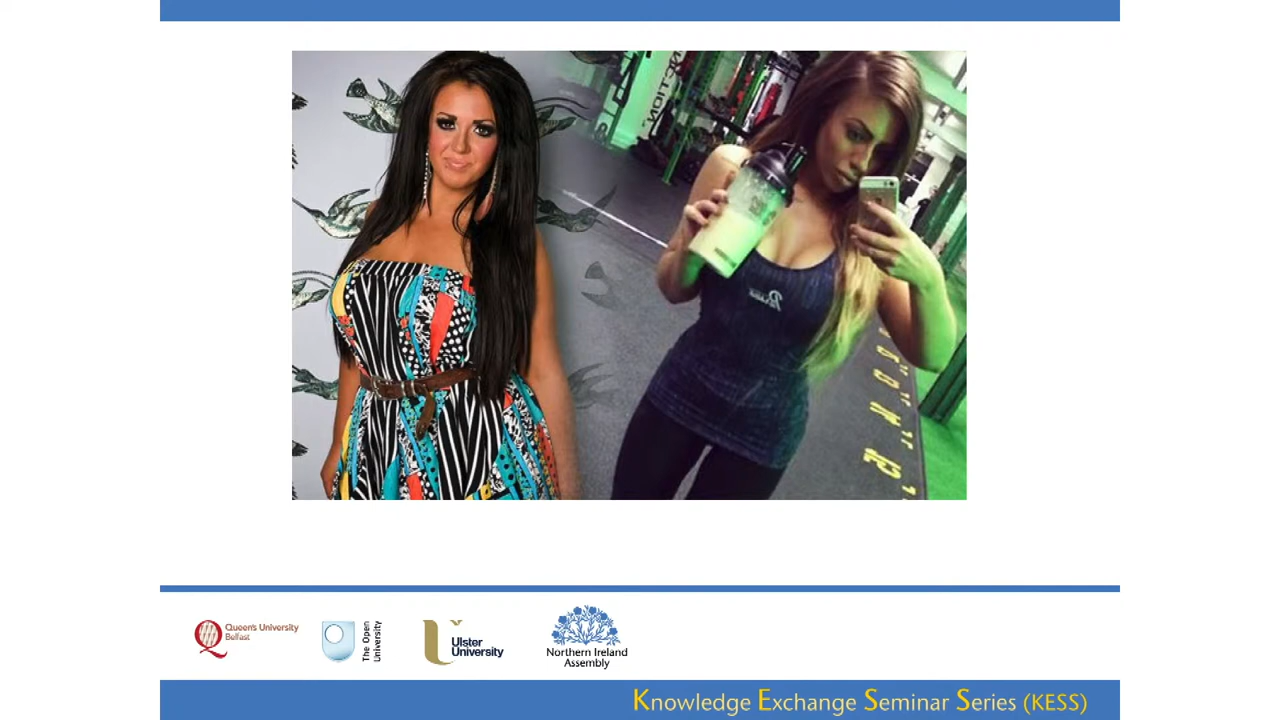 Queen's University
Belfast
The Open
University
Ulster
University
Northern Ireland
Assembly
Knowledge Exchange Seminar Series (KESS)